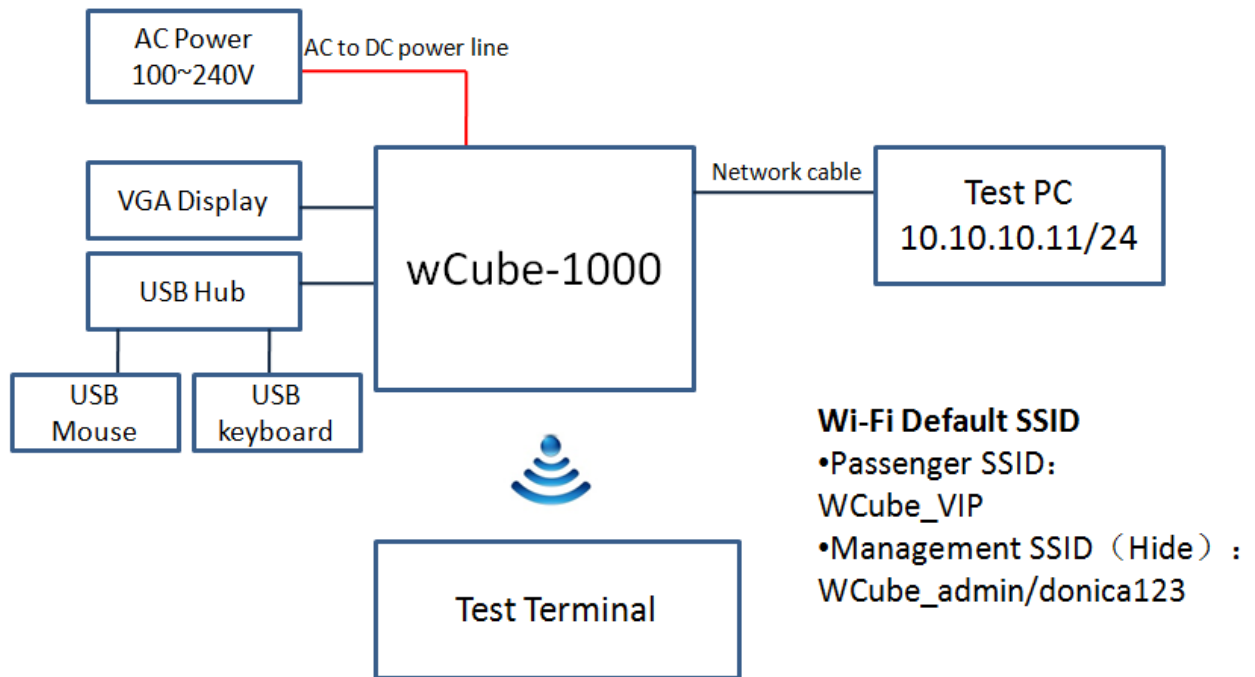 AC Power
100~240V
AC to DC power line
VGA Display
USB Hub
USB
Mouse
USB
keyboard
wCube-1000
Network cable
Test PC
10.10.10.11/24
Wi-Fi Default SSID
•Passenger SSID：
WCube_VIP
•Management SSID（Hide）：
WCube_admin/donica123
Test Terminal